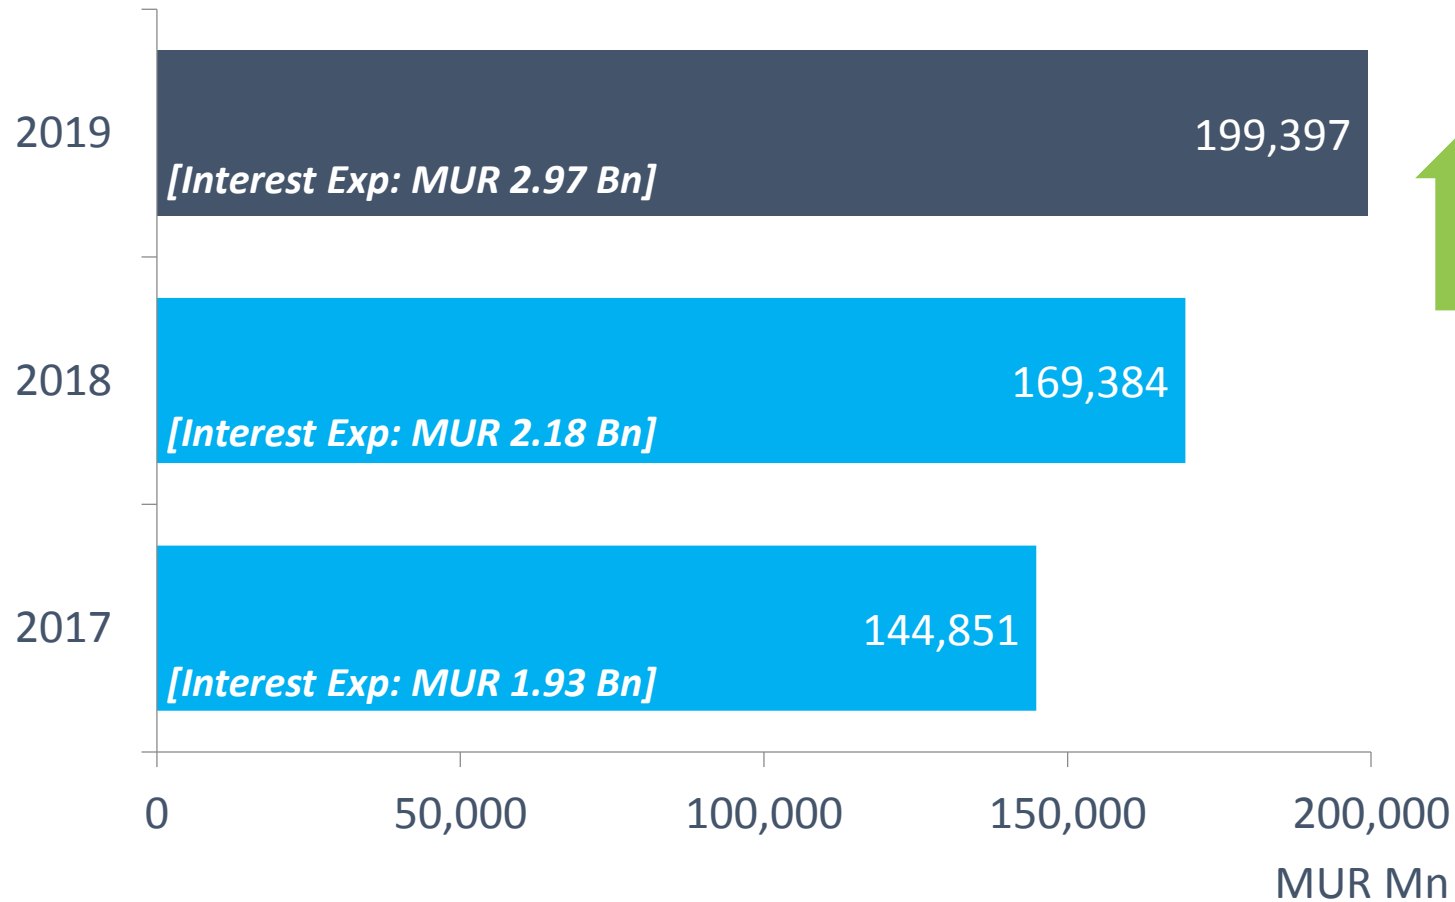 2019
199,397
[Interest Exp: MUR 2.97 Bn]
2018
169,384
[Interest Exp: MUR 2.18 Bn]
2017
144,851
[Interest Exp: MUR 1.93 Bn]
0 50,000 100,000 150,000 200,000
MUR Mn